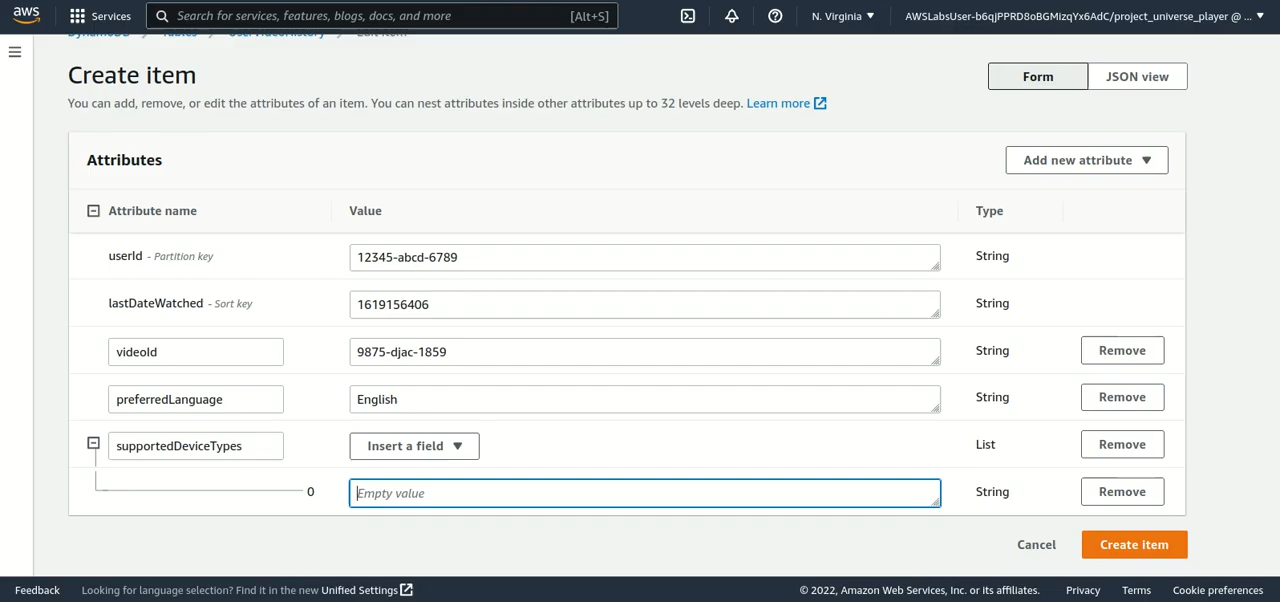 aws Services Search for services, features, blogs, docs, and more [Alt+S] N. Virginia ▼ AWSLabsUser-b6qjPPRD8oBGMizqYx6AdC/project_universe_player @ ... ▼
DynamoDB Tables UserVideoHistory Edit item
Create item
Form JSON view
You can add, remove, or edit the attributes of an item. You can nest attributes inside other attributes up to 32 levels deep. Learn more
Attributes Add new attribute ▼
Attribute name Value Type
userId - Partition key 12345-abcd-6789 String
lastDateWatched - Sort key 1619156406 String
videoId 9875-djac-1859 String Remove
preferredLanguage English String Remove
supportedDeviceTypes Insert a field ▼ List Remove
0 Empty value String Remove
Cancel Create item
Feedback Looking for language selection? Find it in the new Unified Settings © 2022, Amazon Web Services, Inc. or its affiliates. Privacy Terms Cookie preferences